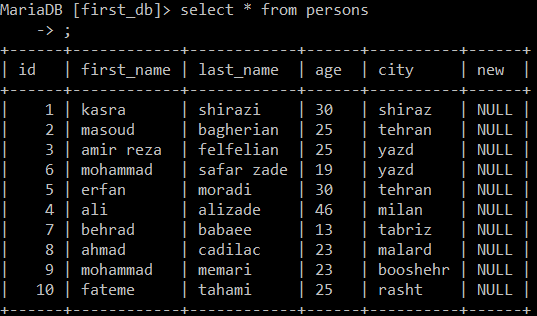 MariaDB [first_db]> select * from persons
    -> ;
+------+------------+------------+------+----------+------+
| id   | first_name | last_name  | age  | city     | new  |
+------+------------+------------+------+----------+------+
|    1 | kasra      | shirazi    | 30   | shiraz   | NULL |
|    2 | masoud     | bagherian  | 25   | tehran   | NULL |
|    3 | amir reza  | felfelian  | 25   | yazd     | NULL |
|    6 | mohammad   | safar zade | 19   | yazd     | NULL |
|    5 | erfan      | moradi     | 30   | tehran   | NULL |
|    4 | ali        | alizade    | 46   | milan    | NULL |
|    7 | behrad     | babaee     | 13   | tabriz   | NULL |
|    8 | ahmad      | cadilac    | 23   | malard   | NULL |
|    9 | mohammad   | memari     | 23   | booshehr | NULL |
|   10 | fateme     | tahami     | 25   | rasht    | NULL |
+------+------------+------------+------+----------+------+